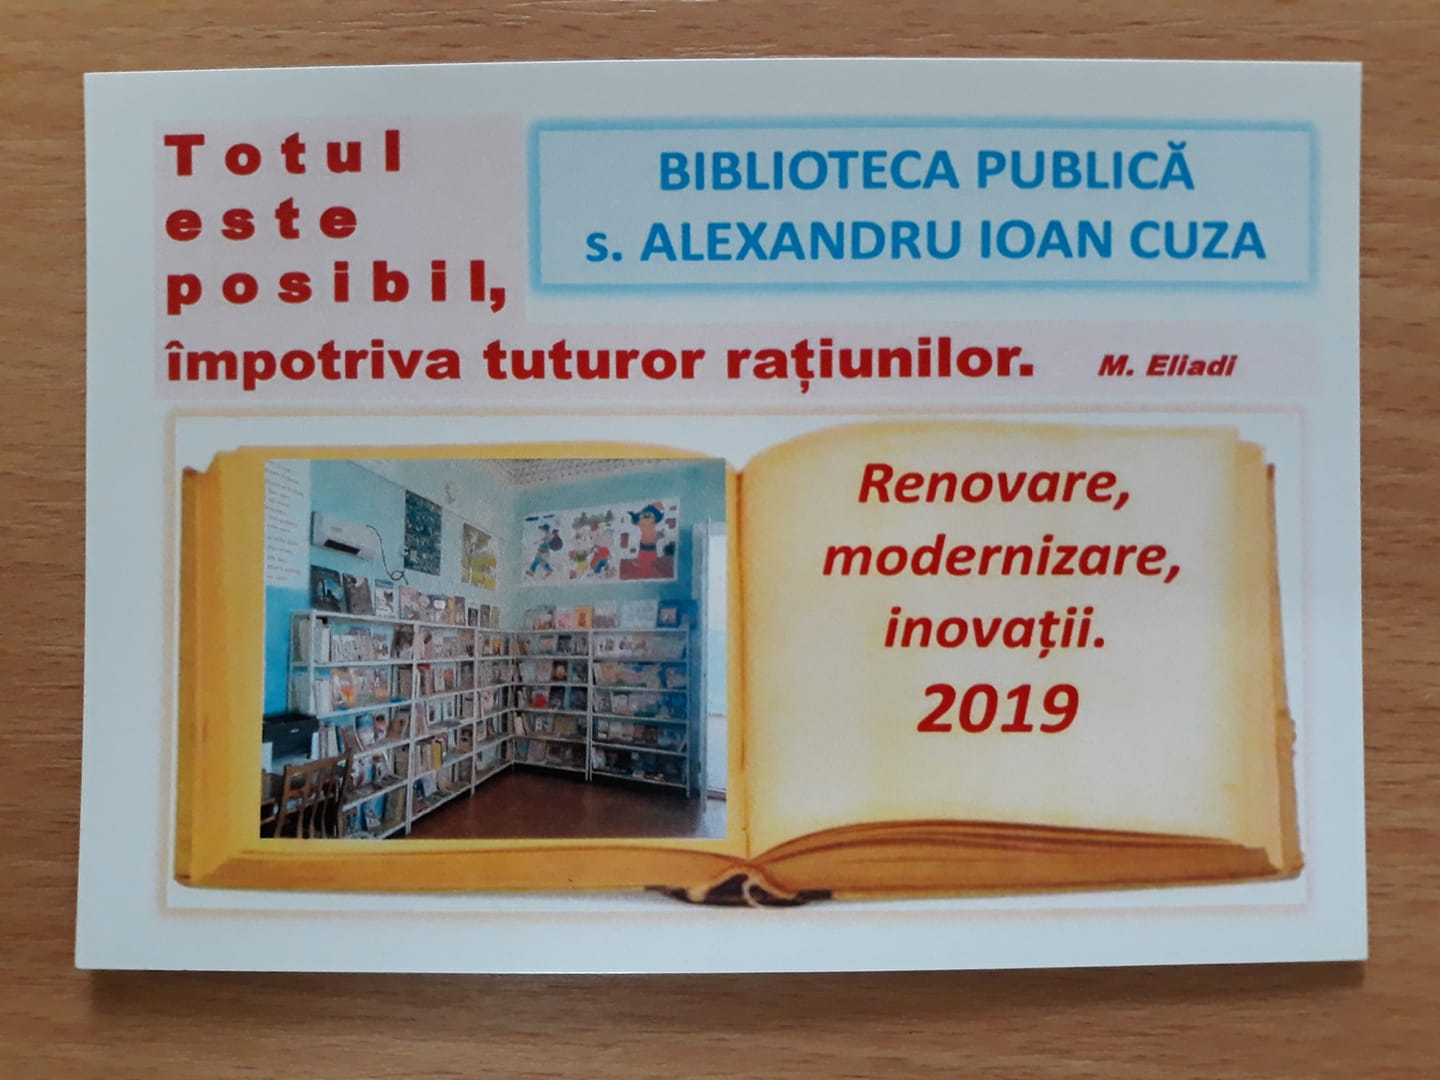 Totul
este
posibil,
împotriva tuturor rațiunilor. M. Eliadi
BIBLIOTECA PUBLICĂ
s. ALEXANDRU IOAN CUZA
Renovare,
modernizare,
inovații.
2019